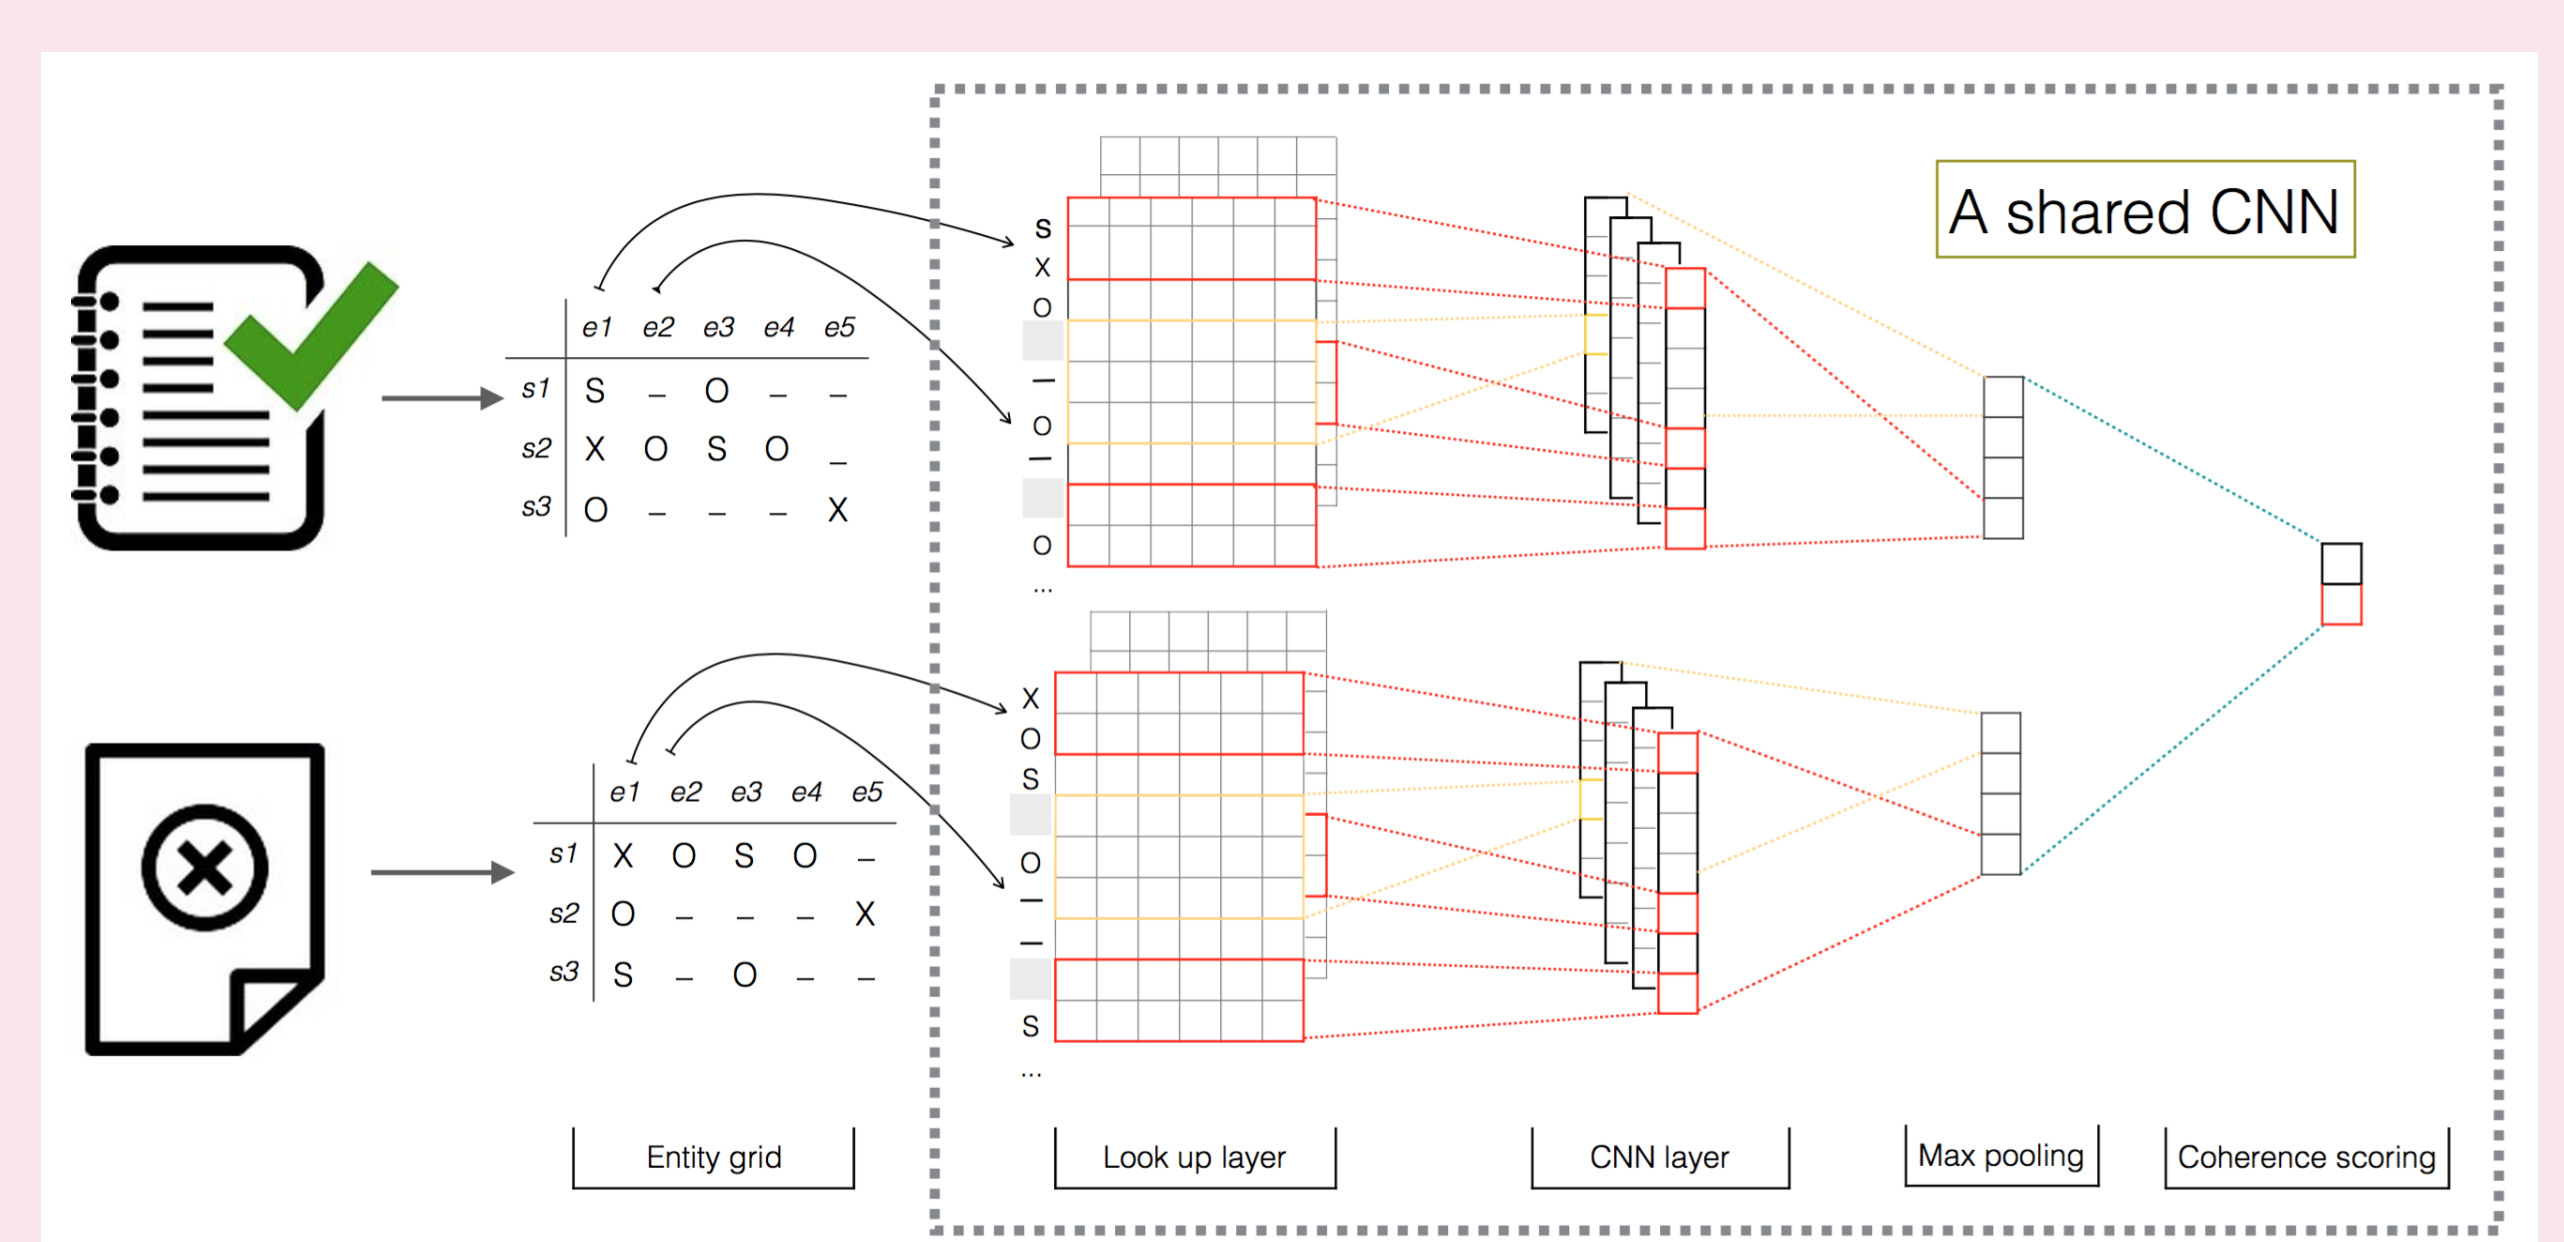 A shared CNN
e1 e2 e3 e4 e5
s1 S – O – –
s2 X O S O –
s3 O – – – X
S
X
O
–
O
–
O
...
e1 e2 e3 e4 e5
s1 X O S O –
s2 O – – – X
s3 S – O – –
X
O
S
O
–
–
S
...
Entity grid
Look up layer
CNN layer
Max pooling
Coherence scoring